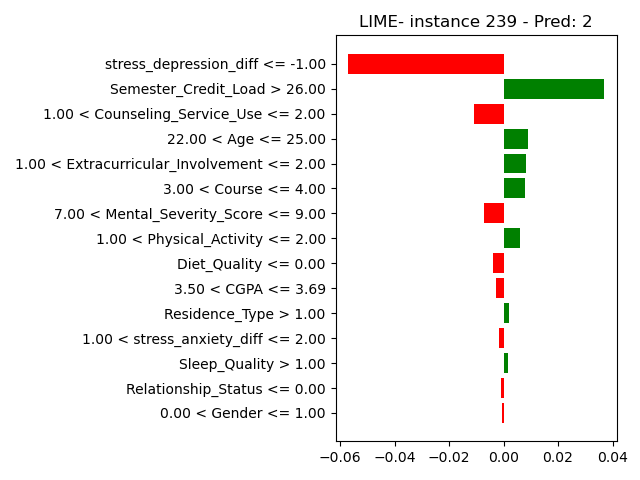 LIME- instance 239 - Pred: 2
stress_depression_diff <= -1.00
Semester_Credit_Load > 26.00
1.00 < Counseling_Service_Use <= 2.00
22.00 < Age <= 25.00
1.00 < Extracurricular_Involvement <= 2.00
3.00 < Course <= 4.00
7.00 < Mental_Severity_Score <= 9.00
1.00 < Physical_Activity <= 2.00
Diet_Quality <= 0.00
3.50 < CGPA <= 3.69
Residence_Type > 1.00
1.00 < stress_anxiety_diff <= 2.00
Sleep_Quality > 1.00
Relationship_Status <= 0.00
0.00 < Gender <= 1.00
−0.06 −0.04 −0.02 0.00 0.02 0.04